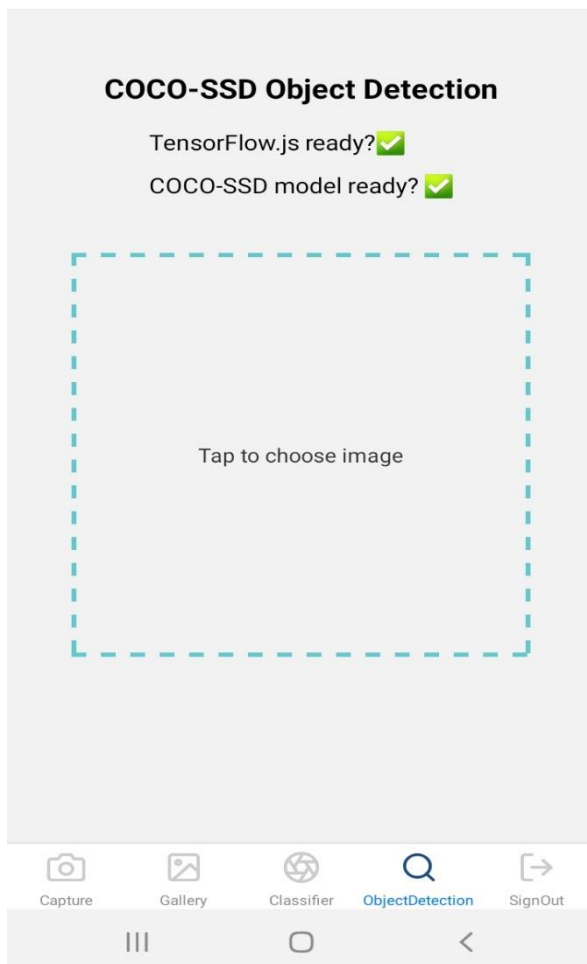 COCO-SSD Object Detection
TensorFlow.js ready?✅
COCO-SSD model ready? ✅
Tap to choose image
Capture Gallery Classifier ObjectDetection SignOut